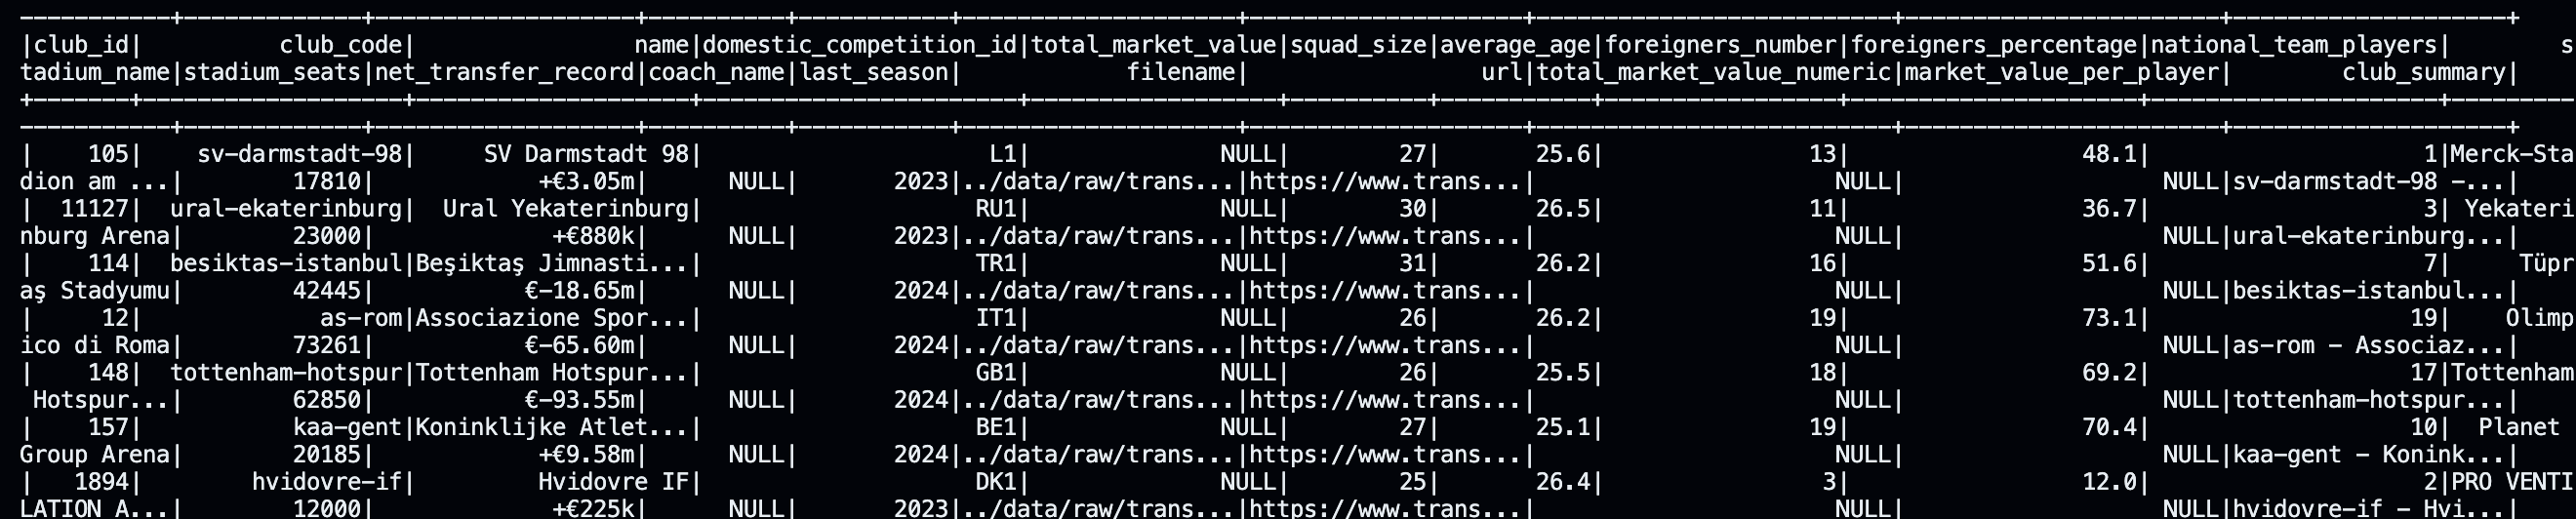 -----------+------------+------------------+---------+-----------+--------------------+--------------------+--------------------------+-----------------------+--------------------+
|club_id|          club_code|                name|domestic_competition_id|total_market_value|squad_size|average_age|foreigners_number|foreigners_percentage|national_team_players|        s
tadium_name|stadium_seats|net_transfer_record|coach_name|last_season|            filename|                 url|total_market_value_numeric|market_value_per_player|        club_summary|
+-------+-------------------+--------------------+-----------------------+------------------+----------+-----------+-----------------+---------------------+---------------------+---------
-----------+-------------+-------------------+----------+-----------+--------------------+--------------------+--------------------------+-----------------------+--------------------+
|    105|    sv-darmstadt-98|     SV Darmstadt 98|                     L1|              NULL|        27|       25.6|               13|                 48.1|                    1|Merck-Sta
dion am ...|        17810|            +€3.05m|      NULL|       2023|../data/raw/trans...|https://www.trans...|                      NULL|                   NULL|sv-darmstadt-98 -...|
|  11127|  ural-ekaterinburg|  Ural Yekaterinburg|                    RU1|              NULL|        30|       26.5|               11|                 36.7|                    3| Yekateri
nburg Arena|        23000|             +€880k|      NULL|       2023|../data/raw/trans...|https://www.trans...|                      NULL|                   NULL|ural-ekaterinburg...|
|    114|  besiktas-istanbul|Beşiktaş Jimnasti...|                    TR1|              NULL|        31|       26.2|               16|                 51.6|                    7|     Tüpr
aş Stadyumu|        42445|           €-18.65m|      NULL|       2024|../data/raw/trans...|https://www.trans...|                      NULL|                   NULL|besiktas-istanbul...|
|     12|             as-rom|Associazione Spor...|                    IT1|              NULL|        26|       26.2|               19|                 73.1|                   19|    Olimp
ico di Roma|        73261|           €-65.60m|      NULL|       2024|../data/raw/trans...|https://www.trans...|                      NULL|                   NULL|as-rom - Associaz...|
|    148|  tottenham-hotspur|Tottenham Hotspur...|                    GB1|              NULL|        26|       25.5|               18|                 69.2|                   17|Tottenham
 Hotspur...|        62850|           €-93.55m|      NULL|       2024|../data/raw/trans...|https://www.trans...|                      NULL|                   NULL|tottenham-hotspur...|
|    157|           kaa-gent|Koninklijke Atlet...|                    BE1|              NULL|        27|       25.1|               19|                 70.4|                   10|  Planet 
Group Arena|        20185|            +€9.58m|      NULL|       2024|../data/raw/trans...|https://www.trans...|                      NULL|                   NULL|kaa-gent - Konink...|
|   1894|        hvidovre-if|         Hvidovre IF|                    DK1|              NULL|        25|       26.4|                3|                 12.0|                    2|PRO VENTI
LATION A...|        12000|             +€225k|      NULL|       2023|../data/raw/trans...|https://www.trans...|                      NULL|                   NULL|hvidovre-if - Hvi...|